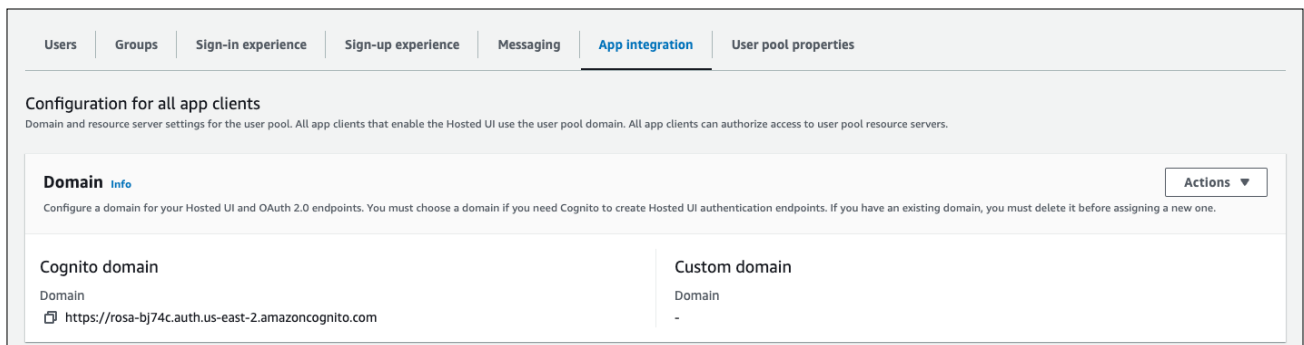 Users Groups Sign-in experience Sign-up experience Messaging App integration User pool properties
Configuration for all app clients
Domain and resource server settings for the user pool. All app clients that enable the Hosted UI use the user pool domain. All app clients can authorize access to user pool resource servers.
Domain Info
Actions ▼
Configure a domain for your Hosted UI and OAuth 2.0 endpoints. You must choose a domain if you need Cognito to create Hosted UI authentication endpoints. If you have an existing domain, you must delete it before assigning a new one.
Cognito domain
Domain
https://rosa-bj74c.auth.us-east-2.amazoncognito.com
Custom domain
Domain
-